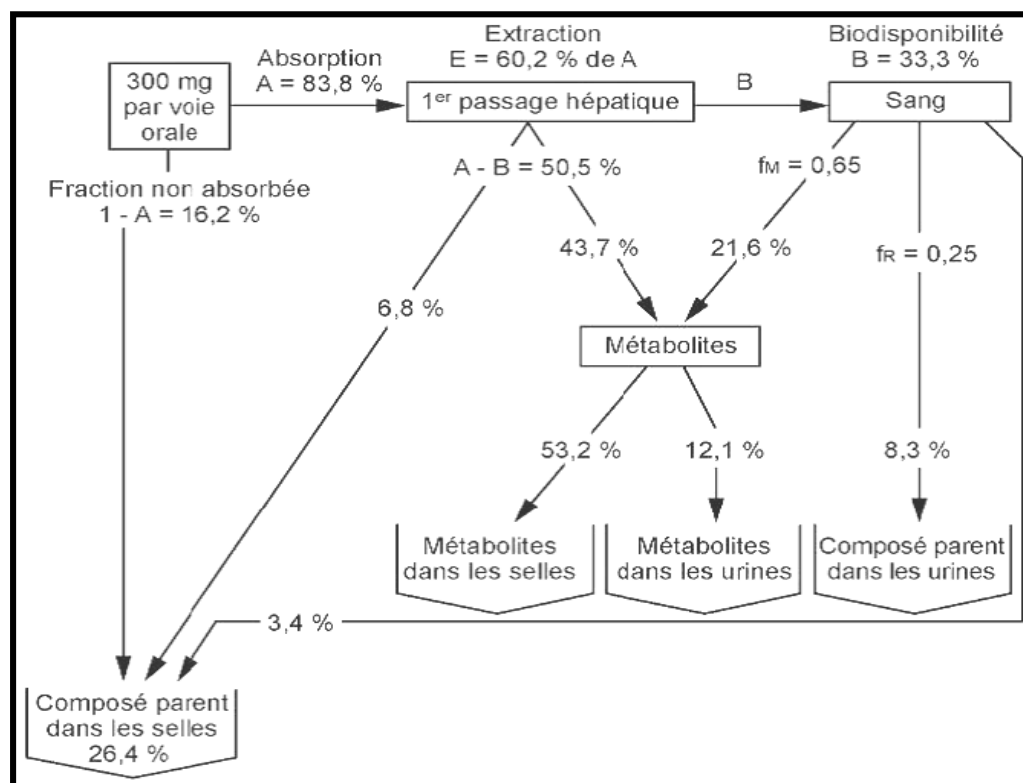 300 mg
par voie
orale
Absorption
A = 83,8 %
Extraction
E = 60,2 % de A
1er passage hépatique
B
Biodisponibilité
B = 33,3 %
Sang
Fraction non absorbée
1 - A = 16,2 %
A - B = 50,5 %
fM = 0,65
43,7 %
21,6 %
fR = 0,25
6,8 %
Métabolites
53,2 %
12,1 %
8,3 %
Métabolites
dans les selles
Métabolites
dans les urines
Composé parent
dans les urines
3,4 %
Composé parent
dans les selles
26,4 %